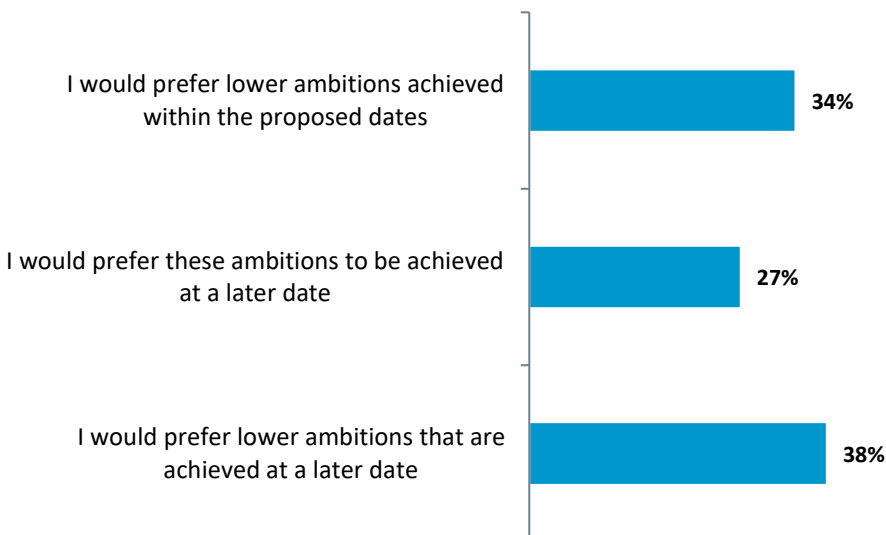 I would prefer lower ambitions achieved
within the proposed dates
34%
I would prefer these ambitions to be achieved
at a later date
27%
I would prefer lower ambitions that are
achieved at a later date
38%